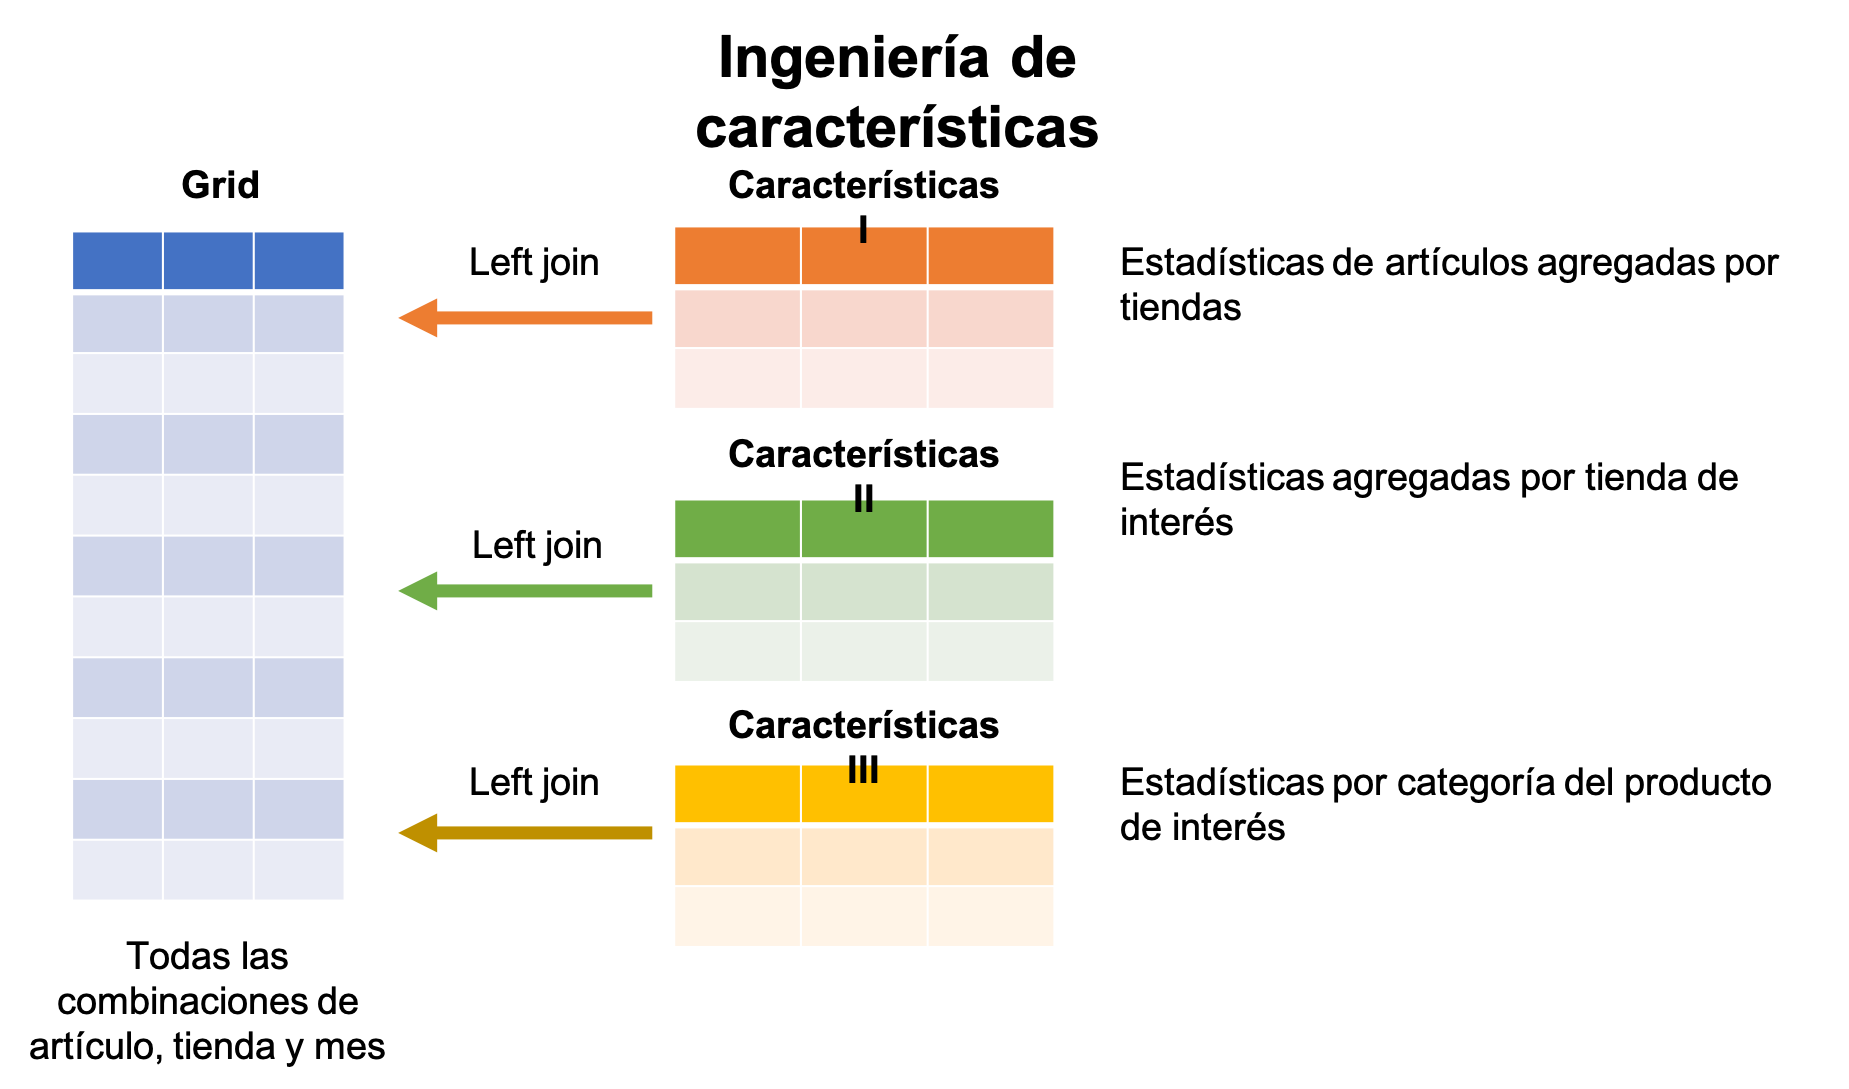 Ingeniería de
características
Grid
Características
I
Left join
Estadísticas de artículos agregadas por
tiendas
Características
II
Left join
Estadísticas agregadas por tienda de
interés
Características
III
Left join
Estadísticas por categoría del producto
de interés
Todas las
combinaciones de
artículo, tienda y mes